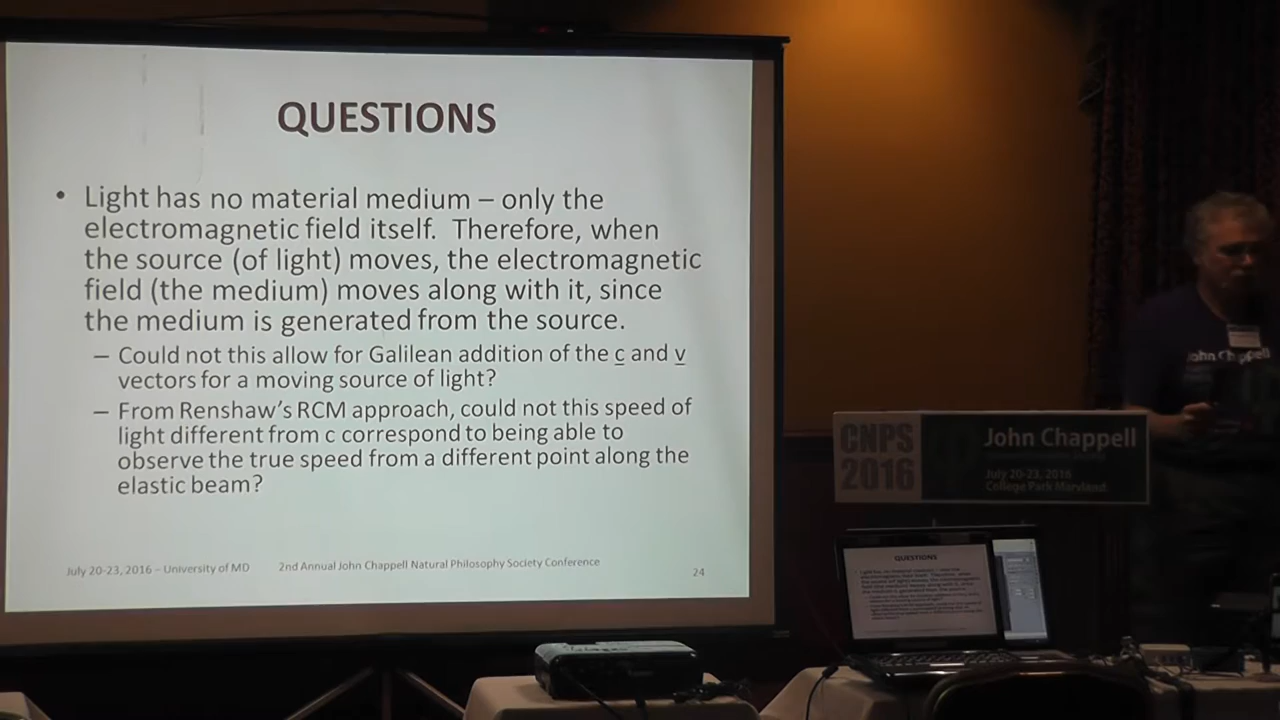 QUESTIONS
• Light has no material medium – only the
electromagnetic field itself. Therefore, when
the source (of light) moves, the electromagnetic
field (the medium) moves along with it, since
the medium is generated from the source.
– Could not this allow for Galilean addition of the c and v
vectors for a moving source of light?
– From Renshaw's RCM approach, could not this speed of
light different from c correspond to being able to
observe the true speed from a different point along the
elastic beam?
July 20-23, 2016 – University of MD
2nd Annual John Chappell Natural Philosophy Society Conference
24
John Chappell
CNPS
2016
John Chappell
July 20-23, 2016
College Park Maryland
QUESTIONS